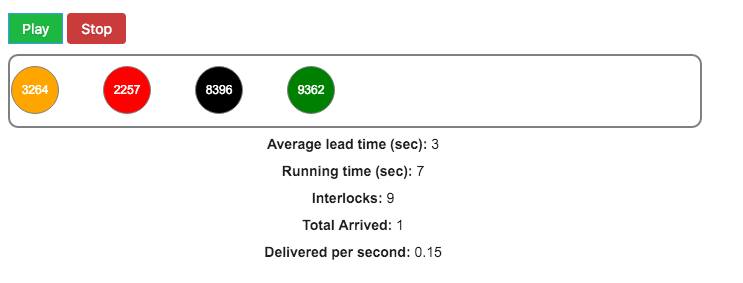 Play Stop
3264 2257 8396 9362
Average lead time (sec): 3
Running time (sec): 7
Interlocks: 9
Total Arrived: 1
Delivered per second: 0.15